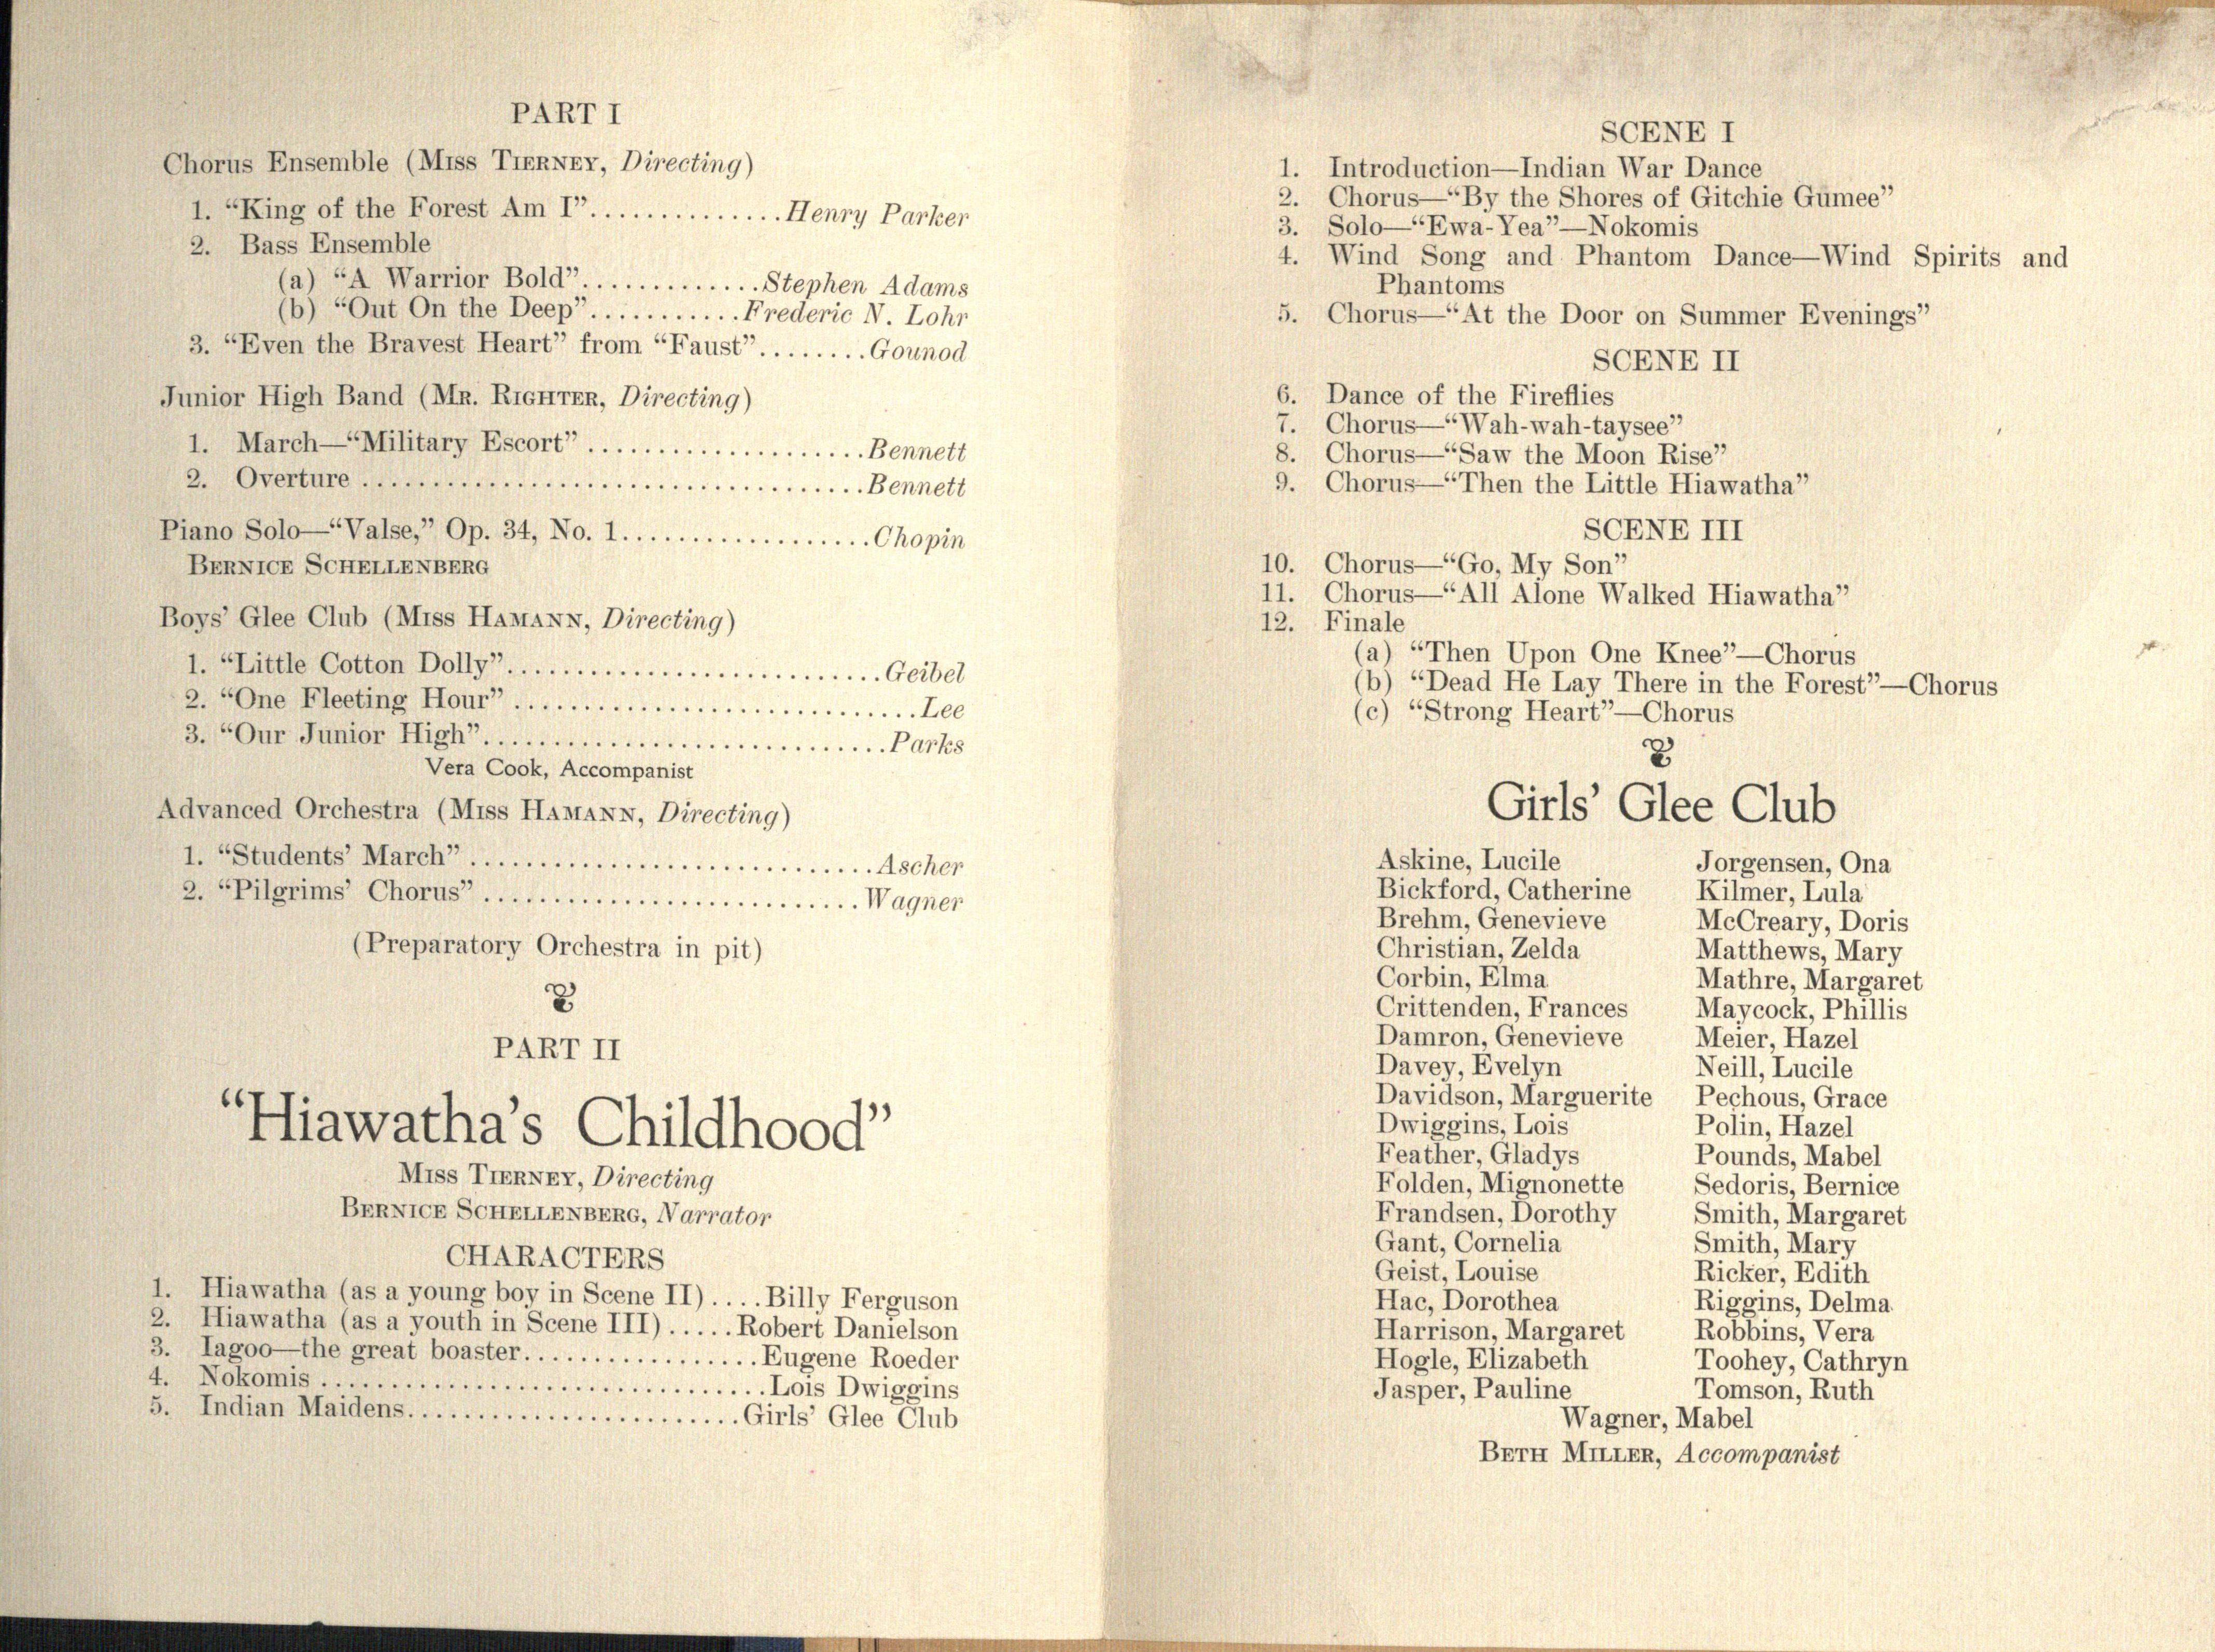 PART I
Chorus Ensemble (Miss Tierney, Directing)
1. “King of the Forest Am I”..............Henry Parker
2. Bass Ensemble
(a) “A Warrior Bold”.............Stephen Adams
(b) “Out On the Deep”...........Frederic N. Lohr
3. “Even the Bravest Heart” from “Faust”........Gounod
Junior High Band (Mr. Righter, Directing)
1. March—“Military Escort”....................Bennett
2. Overture....................................Bennett
Piano Solo—“Valse,” Op. 34, No. 1..................Chopin
Bernice Schellenberg
Boys’ Glee Club (Miss Hamann, Directing)
1. “Little Cotton Dolly”...........................Geibel
2. “One Fleeting Hour”.............................Lee
3. “Our Junior High”.............................Parks
Vera Cook, Accompanist
Advanced Orchestra (Miss Hamann, Directing)
1. “Students’ March”.............................Ascher
2. “Pilgrims’ Chorus”...........................Wagner
(Preparatory Orchestra in pit)
PART II
“Hiawatha’s Childhood”
Miss Tierney, Directing
Bernice Schellenberg, Narrator
CHARACTERS
1. Hiawatha (as a young boy in Scene II)....Billy Ferguson
2. Hiawatha (as a youth in Scene III).....Robert Danielson
3. Iagoo—the great boaster.................Eugene Roeder
4. Nokomis................................Lois Dwiggins
5. Indian Maidens........................Girls’ Glee Club
SCENE I
1. Introduction—Indian War Dance
2. Chorus—“By the Shores of Gitchie Gumee”
3. Solo—“Ewa-Yea”—Nokomis
4. Wind Song and Phantom Dance—Wind Spirits and
Phantoms
5. Chorus—“At the Door on Summer Evenings”
SCENE II
6. Dance of the Fireflies
7. Chorus—“Wah-wah-taysee”
8. Chorus—“Saw the Moon Rise”
9. Chorus—“Then the Little Hiawatha”
SCENE III
10. Chorus—“Go, My Son”
11. Chorus—“All Alone Walked Hiawatha”
12. Finale
(a) “Then Upon One Knee”—Chorus
(b) “Dead He Lay There in the Forest”—Chorus
(c) “Strong Heart”—Chorus
Girls’ Glee Club
Askine, Lucile
Bickford, Catherine
Brehm, Genevieve
Christian, Zelda
Corbin, Elma
Crittenden, Frances
Damron, Genevieve
Davey, Evelyn
Davidson, Marguerite
Dwiggins, Lois
Feather, Gladys
Folden, Mignonette
Frandsen, Dorothy
Gant, Cornelia
Geist, Louise
Hac, Dorothea
Harrison, Margaret
Hogle, Elizabeth
Jasper, Pauline
Jorgensen, Ona
Kilmer, Lula
McCreary, Doris
Matthews, Mary
Mathre, Margaret
Maycock, Phillis
Meier, Hazel
Neill, Lucile
Pechous, Grace
Polin, Hazel
Pounds, Mabel
Sedoris, Bernice
Smith, Margaret
Smith, Mary
Ricker, Edith
Riggins, Delma
Robbins, Vera
Toohey, Cathryn
Tomson, Ruth
Wagner, Mabel
Beth Miller, Accompanist